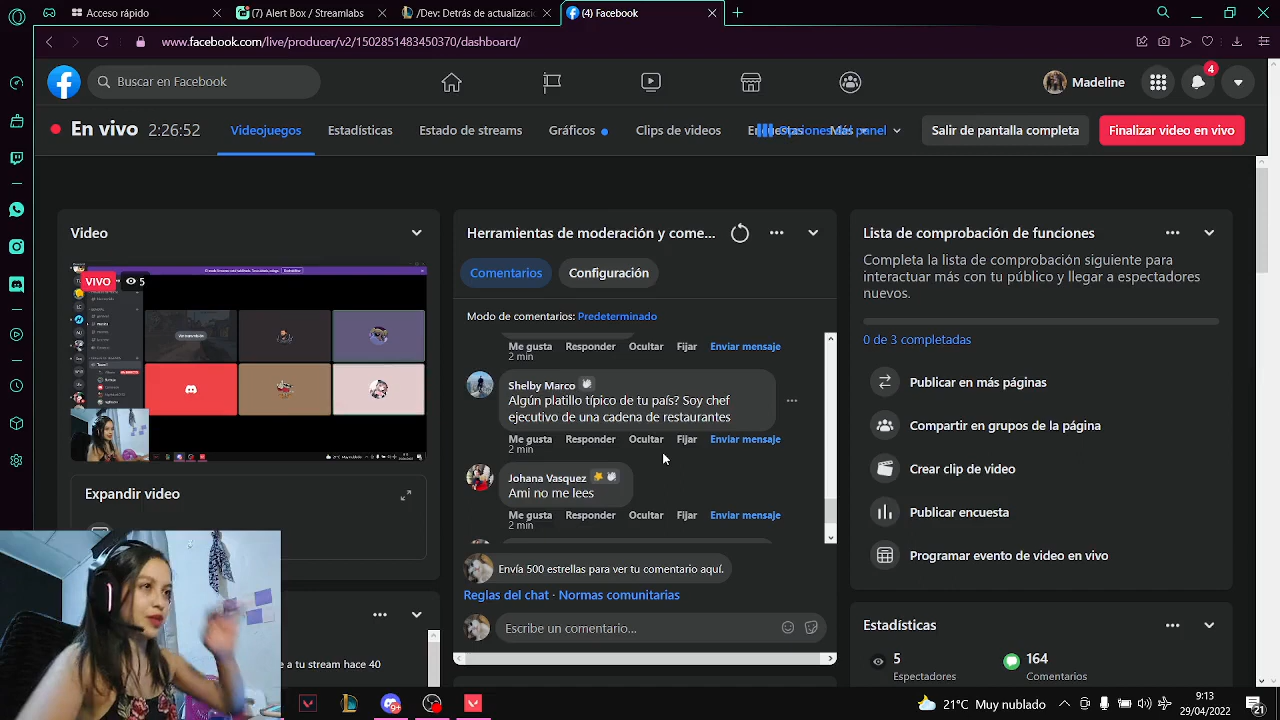 Acceso rápido
(2) Alert Box / Streamlabs
/Dev: Detrás de actualizaci
(4) Facebook
www.facebook.com/live/producer/v2/1502851483450370/dashboard/
Buscar en Facebook
Madeline
4
En vivo 2:26:52
Videojuegos
Estadísticas
Estado de streams
Gráficos
Clips de videos
Salir de pantalla completa
Finalizar video en vivo
Video
VIVO
5
Expandir video
a tu stream hace 40
Herramientas de moderación y come...
Comentarios
Configuración
Modo de comentarios: Predeterminado
Me gusta Responder Ocultar Fijar Enviar mensaje
2 min
Shelby Marco
Algún platillo típico de tu país? Soy chef
ejecutivo de una cadena de restaurantes
Me gusta Responder Ocultar Fijar Enviar mensaje
2 min
Johana Vasquez
Ami no me lees
Me gusta Responder Ocultar Fijar Enviar mensaje
2 min
Envía 500 estrellas para ver tu comentario aquí.
Reglas del chat · Normas comunitarias
Escribe un comentario...
Lista de comprobación de funciones
Completa la lista de comprobación siguiente para
interactuar más con tu público y llegar a espectadores
nuevos.
0 de 3 completadas
Publicar en más páginas
Compartir en grupos de la página
Crear clip de video
Publicar encuesta
Programar evento de video en vivo
Estadísticas
5
Espectadores
164
Comentarios
21°C Muy nublado
9:13
29/04/2022
21